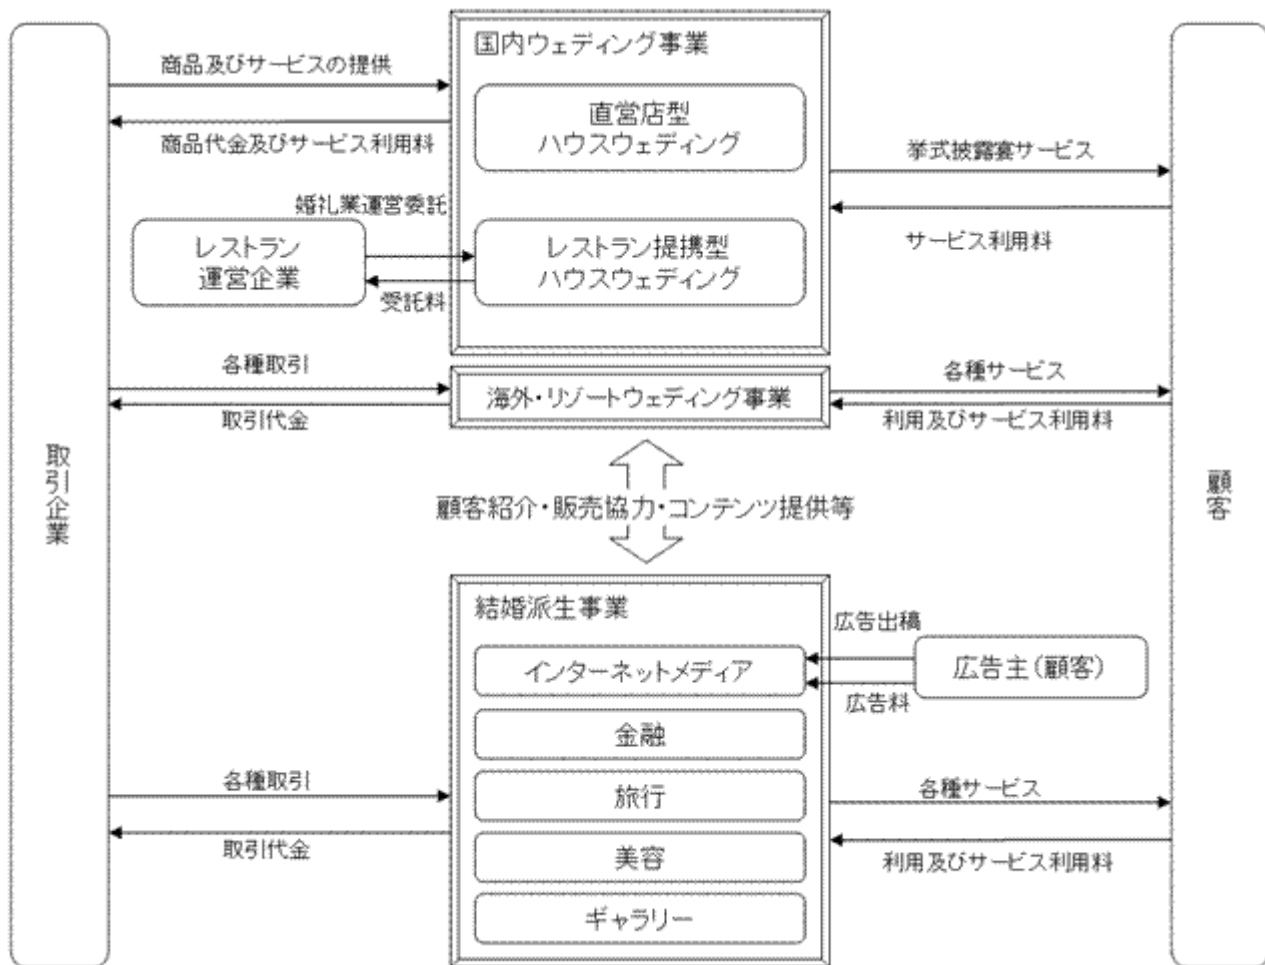 国内ウェディング事業
商品及びサービスの提供
直営店型
ハウスウェディング
商品代金及びサービス利用料
挙式披露宴サービス
婚礼業運営委託
レストラン
運営企業
レストラン提携型
ハウスウェディング
サービス利用料
受託料
各種取引
海外・リゾートウェディング事業
各種サービス
取引代金
利用及びサービス利用料
取引企業
顧客紹介・販売協力・コンテンツ提供等
顧客
結婚派生事業
広告出稿
インターネットメディア
広告主(顧客)
広告料
金融
各種取引
旅行
各種サービス
取引代金
美容
利用及びサービス利用料
ギャラリー